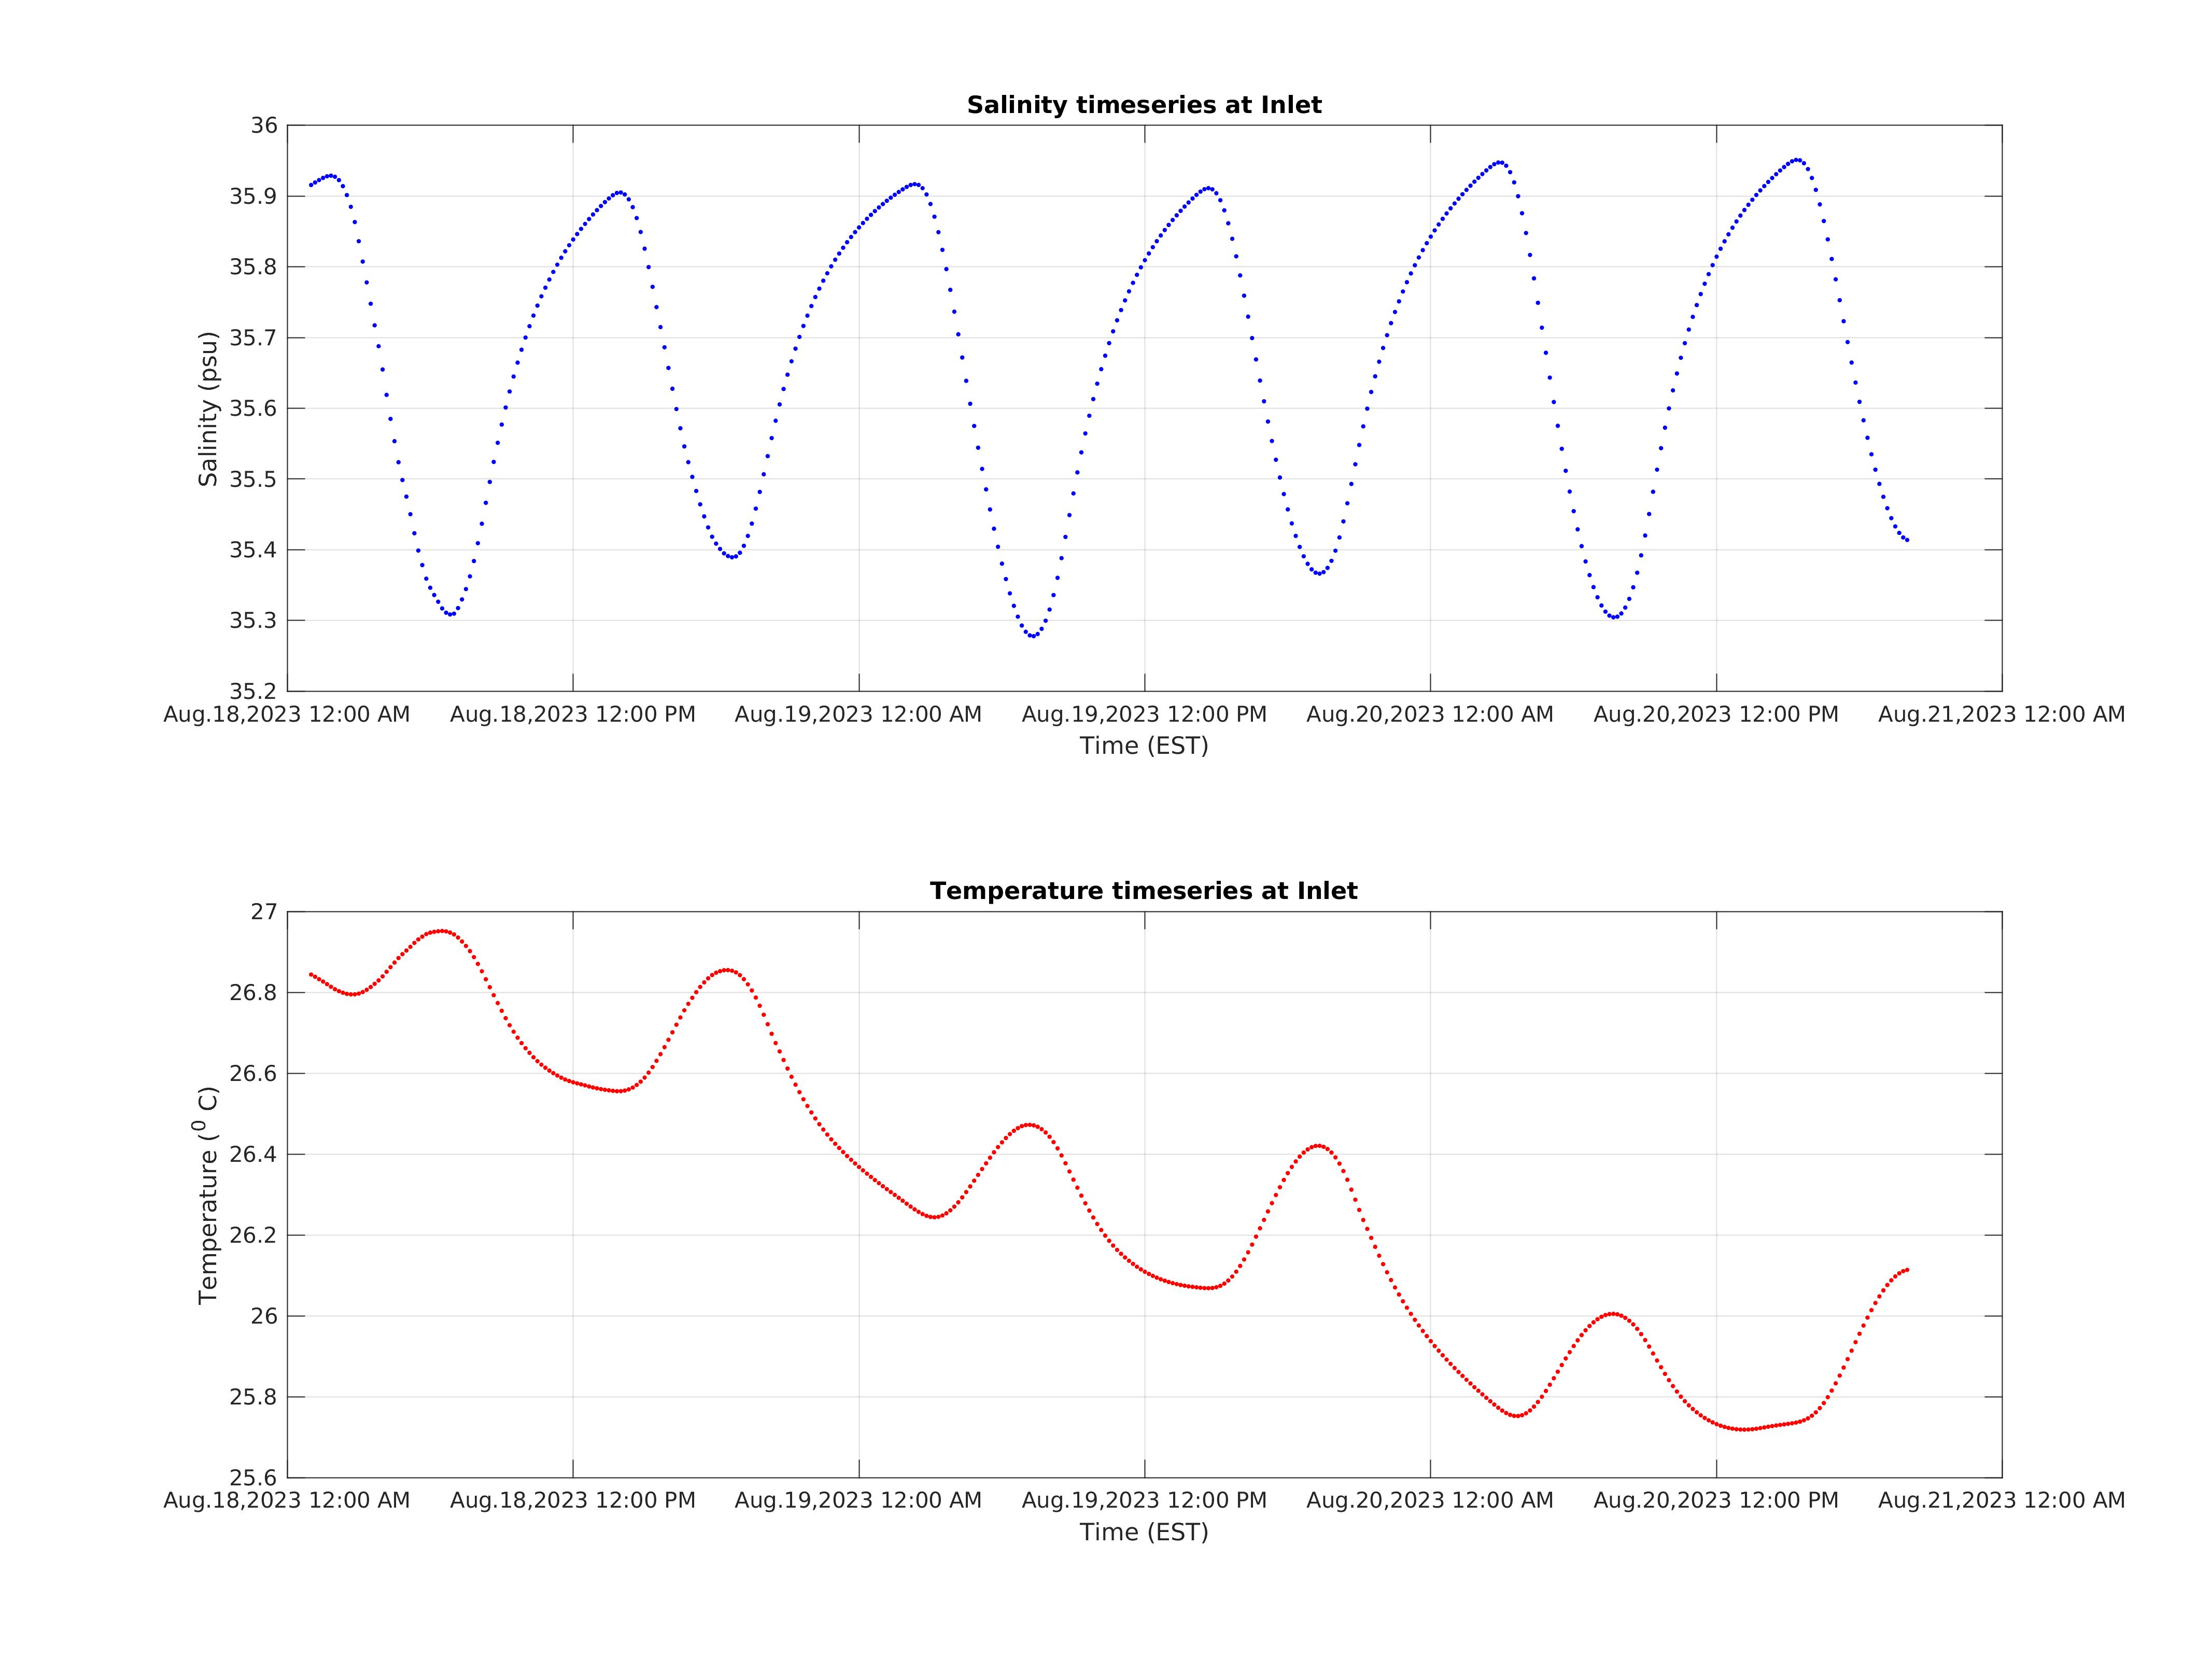 Salinity timeseries at Inlet
36
35.9
35.8
35.7
35.6
35.5
35.4
35.3
35.2
Salinity (psu)
Aug.18,2023 12:00 AM Aug.18,2023 12:00 PM Aug.19,2023 12:00 AM Aug.19,2023 12:00 PM Aug.20,2023 12:00 AM Aug.20,2023 12:00 PM Aug.21,2023 12:00 AM
Time (EST)
Temperature timeseries at Inlet
27
26.8
26.6
26.4
26.2
26
25.8
25.6
Temperature (⁰ C)
Aug.18,2023 12:00 AM Aug.18,2023 12:00 PM Aug.19,2023 12:00 AM Aug.19,2023 12:00 PM Aug.20,2023 12:00 AM Aug.20,2023 12:00 PM Aug.21,2023 12:00 AM
Time (EST)